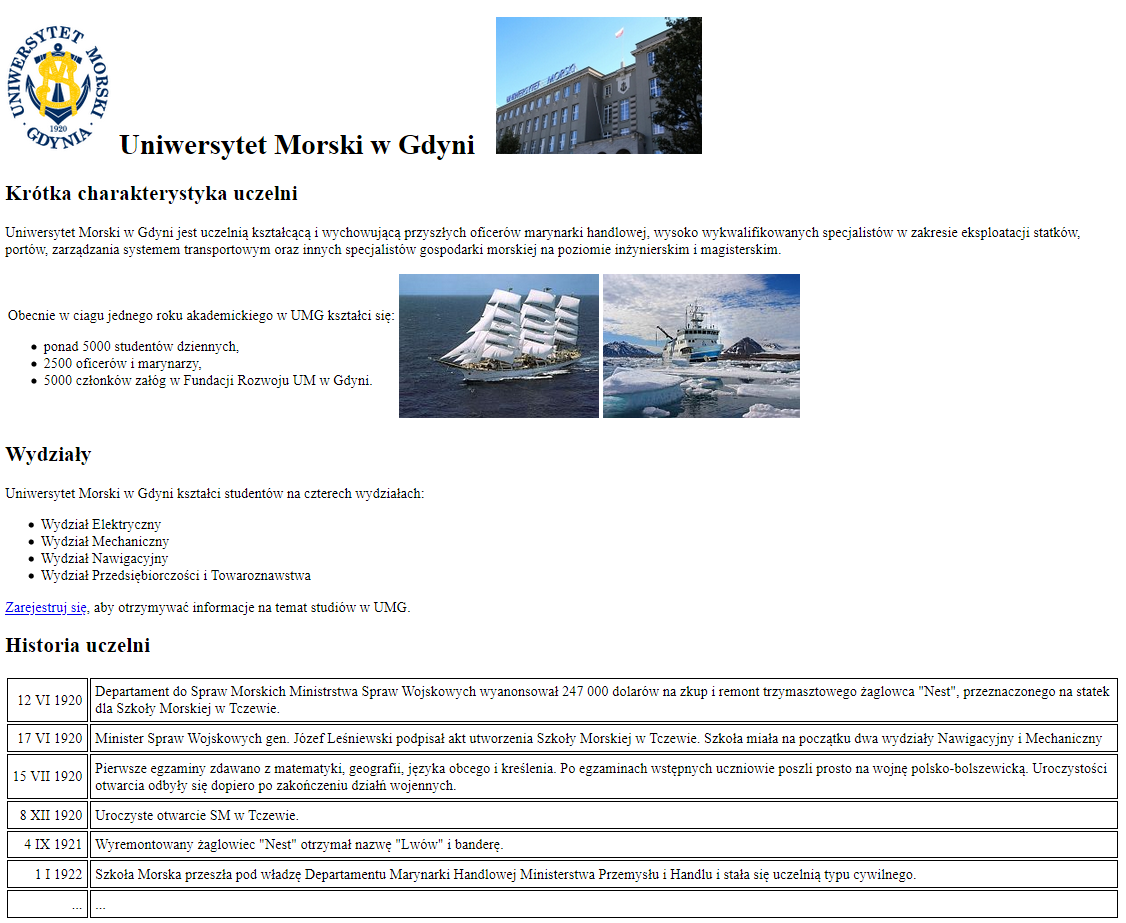 UNIWERSYTET MORSKI
1920
· GDYNIA ·
Uniwersytet Morski w Gdyni
UNIWERSYTET MORSKI
Krótka charakterystyka uczelni
Uniwersytet Morski w Gdyni jest uczelnią kształcącą i wychowującą przyszłych oficerów marynarki handlowej, wysoko wykwalifikowanych specjalistów w zakresie eksploatacji statków,
portów, zarządzania systemem transportowym oraz innych specjalistów gospodarki morskiej na poziomie inżynierskim i magisterskim.
Obecnie w ciagu jednego roku akademickiego w UMG kształci się:
• ponad 5000 studentów dziennych,
• 2500 oficerów i marynarzy,
• 5000 członków załóg w Fundacji Rozwoju UM w Gdyni.
Wydziały
Uniwersytet Morski w Gdyni kształci studentów na czterech wydziałach:
• Wydział Elektryczny
• Wydział Mechaniczny
• Wydział Nawigacyjny
• Wydział Przedsiębiorczości i Towaroznawstwa
Zarejestruj się, aby otrzymywać informacje na temat studiów w UMG.
Historia uczelni
12 VI 1920 Departament do Spraw Morskich Ministrstwa Spraw Wojskowych wyanonsował 247 000 dolarów na zkup i remont trzymasztowego żaglowca "Nest", przeznaczonego na statek
dla Szkoły Morskiej w Tczewie.
17 VI 1920 Minister Spraw Wojskowych gen. Józef Leśniewski podpisał akt utworzenia Szkoły Morskiej w Tczewie. Szkoła miała na początku dwa wydziały Nawigacyjny i Mechaniczny
15 VII 1920 Pierwsze egzaminy zdawano z matematyki, geografii, języka obcego i kreślenia. Po egzaminach wstępnych uczniowie poszli prosto na wojnę polsko-bolszewicką. Uroczystości
otwarcia odbyły się dopiero po zakończeniu działń wojennych.
8 XII 1920 Uroczyste otwarcie SM w Tczewie.
4 IX 1921 Wyremontowany żaglowiec "Nest" otrzymał nazwę "Lwów" i banderę.
1 I 1922 Szkoła Morska przeszła pod władzę Departamentu Marynarki Handlowej Ministerstwa Przemysłu i Handlu i stała się uczelnią typu cywilnego.
... ...